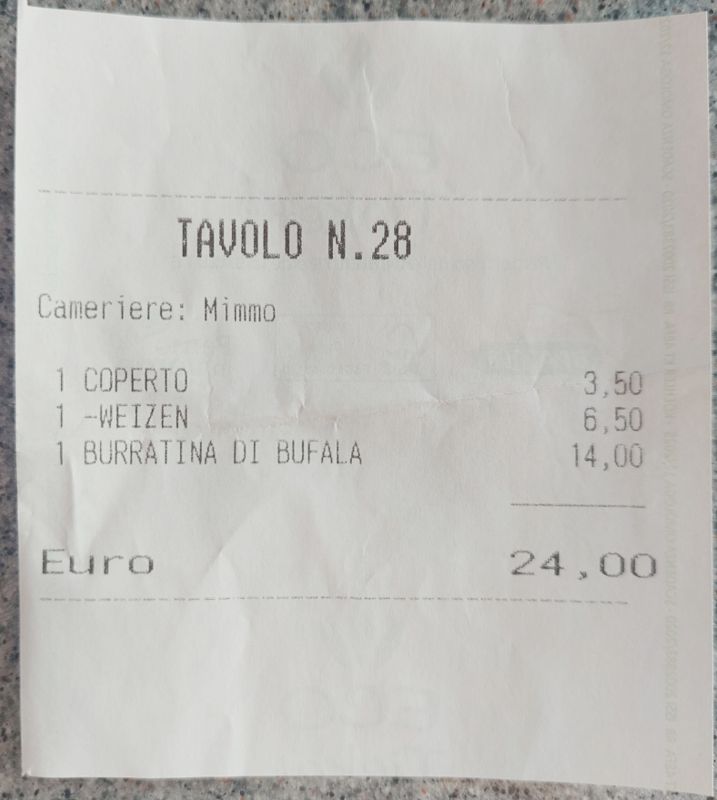 TAVOLO N.28
Cameriere: Mimmo
1 COPERTO 3,50
1 -WEIZEN 6,50
1 BURRATINA DI BUFALA 14,00
Euro 24,00